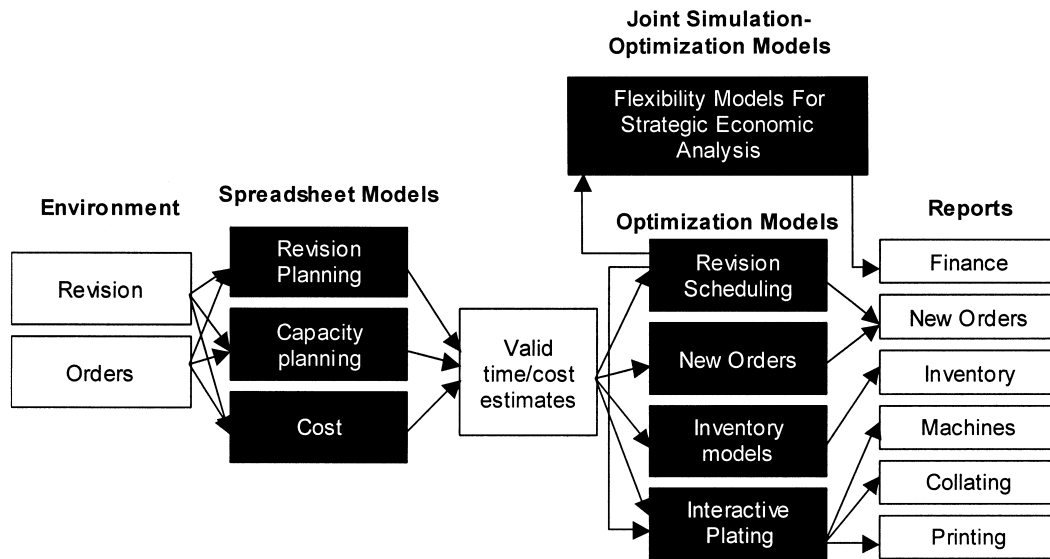 Joint Simulation-
Optimization Models
Flexibility Models For
Strategic Economic
Analysis
Environment
Revision
Orders
Spreadsheet Models
Revision
Planning
Capacity
planning
Cost
Valid
time/cost
estimates
Optimization Models
Revision
Scheduling
New Orders
Inventory
models
Interactive
Plating
Reports
Finance
New Orders
Inventory
Machines
Collating
Printing